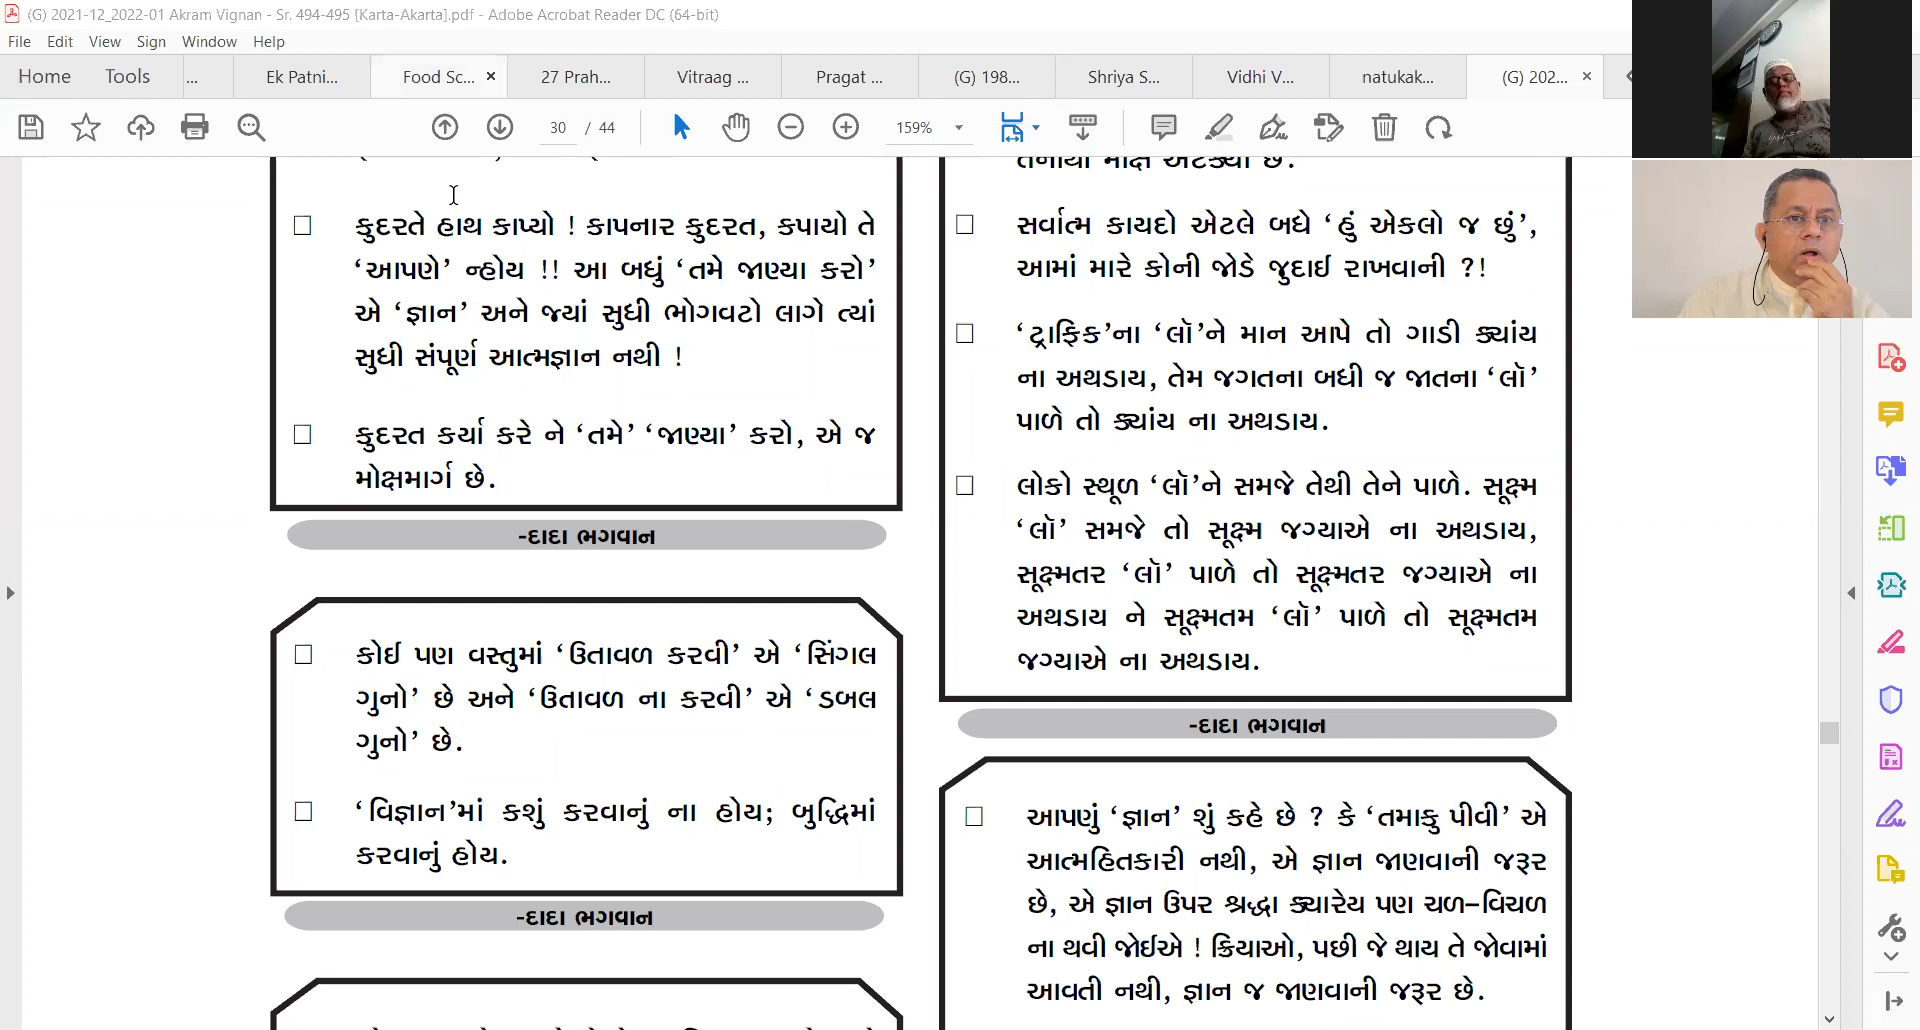 (G) 2021-12_2022-01 Akram Vignan - Sr. 494-495 [Karta-Akarta].pdf - Adobe Acrobat Reader DC (64-bit)
File Edit View Sign Window Help
Home Tools ... Ek Patni... Food Sc... 27 Prah... Vitraag ... Pragat ... (G) 198... Shriya S... Vidhi V... natukak... (G) 202...
30 / 44 159%
કુદરતે હાથ કાપ્યો ! કાપનાર કુદરત, કપાયો તે
‘આપણે’ ન્હોય !! આ બધું ‘તમે જાણ્યા કરો’
એ ‘જ્ઞાન’ અને જ્યાં સુધી ભોગવટો લાગે ત્યાં
સુધી સંપૂર્ણ આત્મજ્ઞાન નથી !
કુદરત કર્યા કરે ને ‘તમે’ ‘જાણ્યા’ કરો, એ જ
મોક્ષમાર્ગ છે.
-દાદા ભગવાન
કોઈ પણ વસ્તુમાં ‘ઉતાવળ કરવી’ એ ‘સિંગલ
ગુનો’ છે અને ‘ઉતાવળ ના કરવી’ એ ‘ડબલ
ગુનો’ છે.
‘વિજ્ઞાન’માં કશું કરવાનું ના હોય; બુદ્ધિમાં
કરવાનું હોય.
-દાદા ભગવાન
તેનાથી મોક્ષ અટક્યો છે.
સર્વાત્મ કાયદો એટલે બધે ‘હું એકલો જ છું’,
આમાં મારે કોની જોડે જુદાઈ રાખવાની ?!
‘ટ્રાફિક’ના ‘લૉ’ને માન આપે તો ગાડી ક્યાંય
ના અથડાય, તેમ જગતના બધી જ જાતના ‘લૉ’
પાળે તો ક્યાંય ના અથડાય.
લોકો સ્થૂળ ‘લૉ’ને સમજે તેથી તેને પાળે. સૂક્ષ્મ
‘લૉ’ સમજે તો સૂક્ષ્મ જગ્યાએ ના અથડાય,
સૂક્ષ્મતર ‘લૉ’ પાળે તો સૂક્ષ્મતર જગ્યાએ ના
અથડાય ને સૂક્ષ્મતમ ‘લૉ’ પાળે તો સૂક્ષ્મતમ
જગ્યાએ ના અથડાય.
-દાદા ભગવાન
આપણું ‘જ્ઞાન’ શું કહે છે ? કે ‘તમાકુ પીવી’ એ
આત્મહિતકારી નથી, એ જ્ઞાન જાણવાની જરૂર
છે, એ જ્ઞાન ઉપર શ્રદ્ધા ક્યારેય પણ ચળ-વિચળ
ના થવી જોઈએ ! ક્રિયાઓ, પછી જે થાય તે જોવામાં
આવતી નથી, જ્ઞાન જ જાણવાની જરૂર છે.